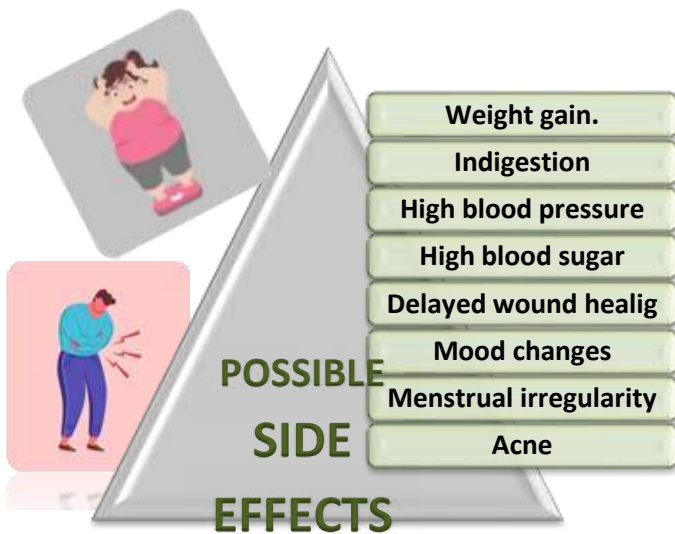 Weight gain.
Indigestion
High blood pressure
High blood sugar
Delayed wound healig
Mood changes
Menstrual irregularity
Acne
POSSIBLE
SIDE
EFFECTS